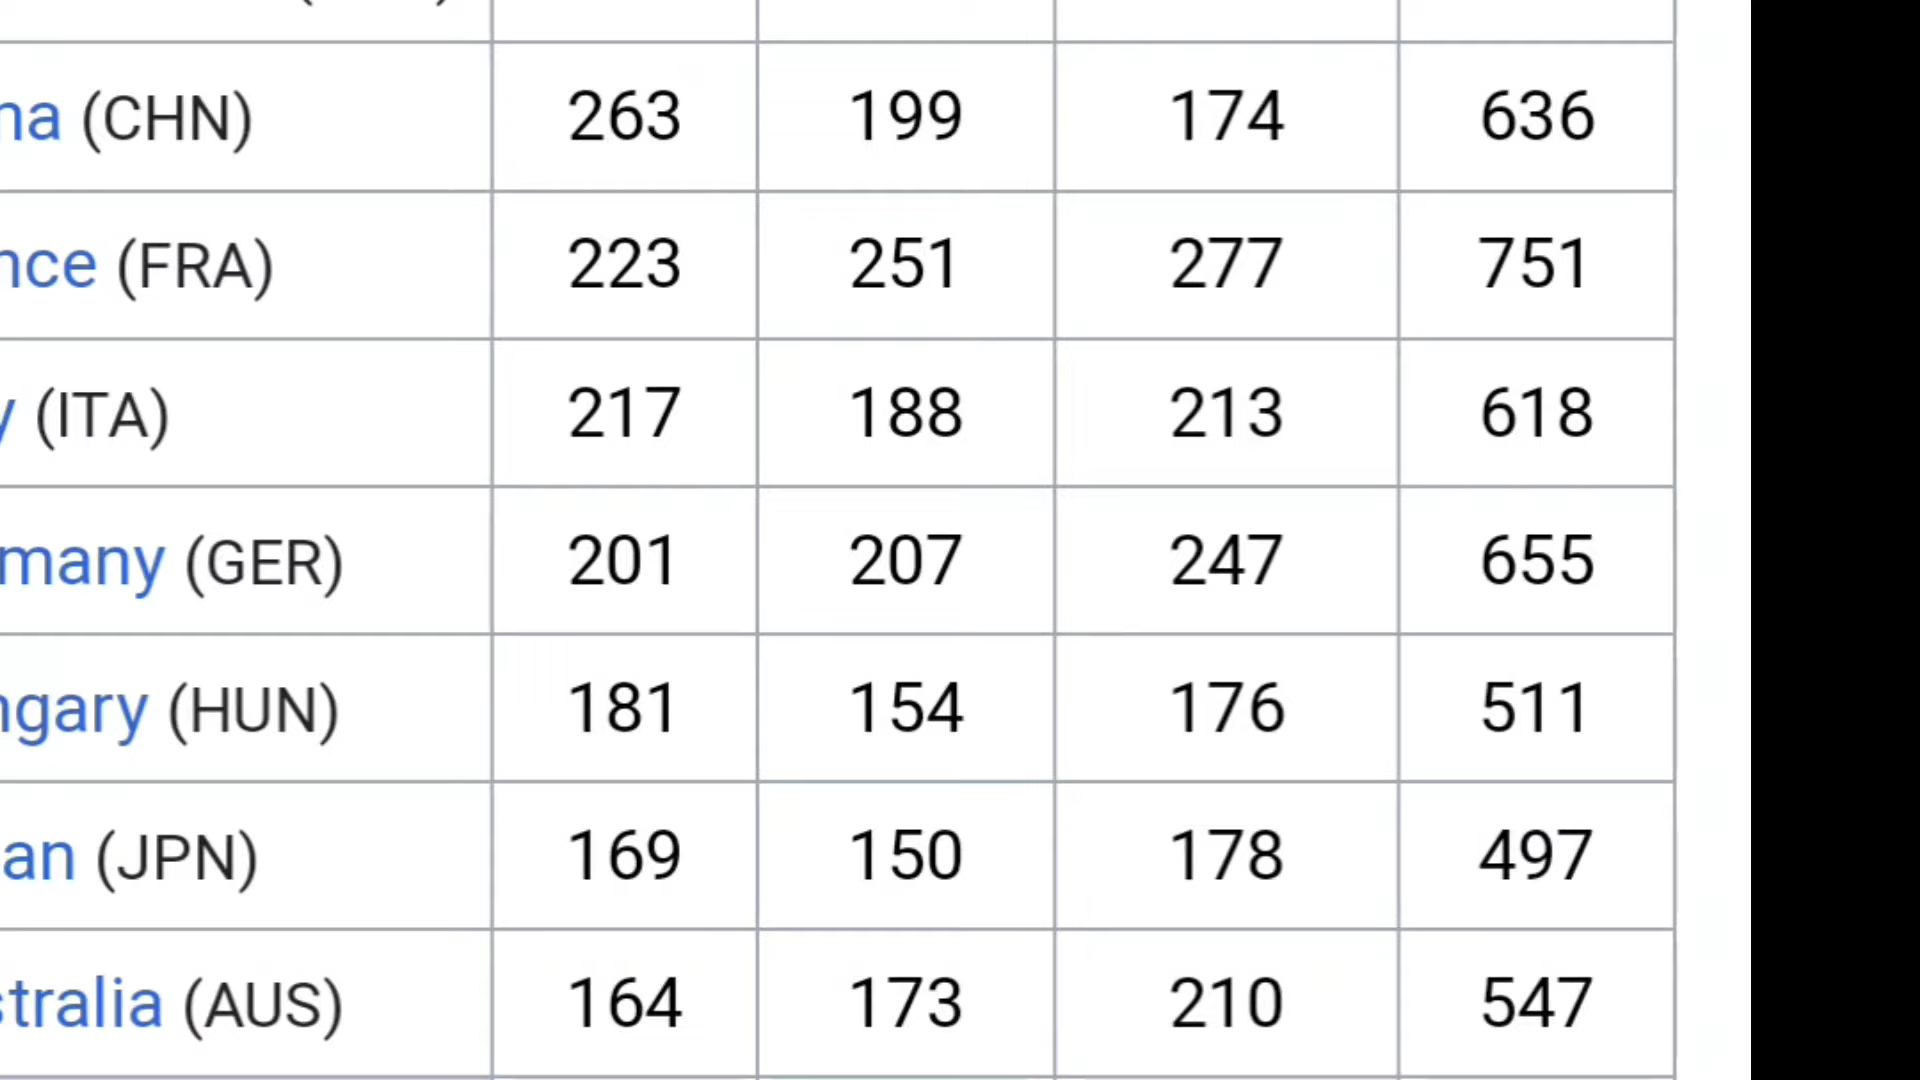 na (CHN) 263 199 174 636
nce (FRA) 223 251 277 751
y (ITA) 217 188 213 618
many (GER) 201 207 247 655
ngary (HUN) 181 154 176 511
an (JPN) 169 150 178 497
stralia (AUS) 164 173 210 547